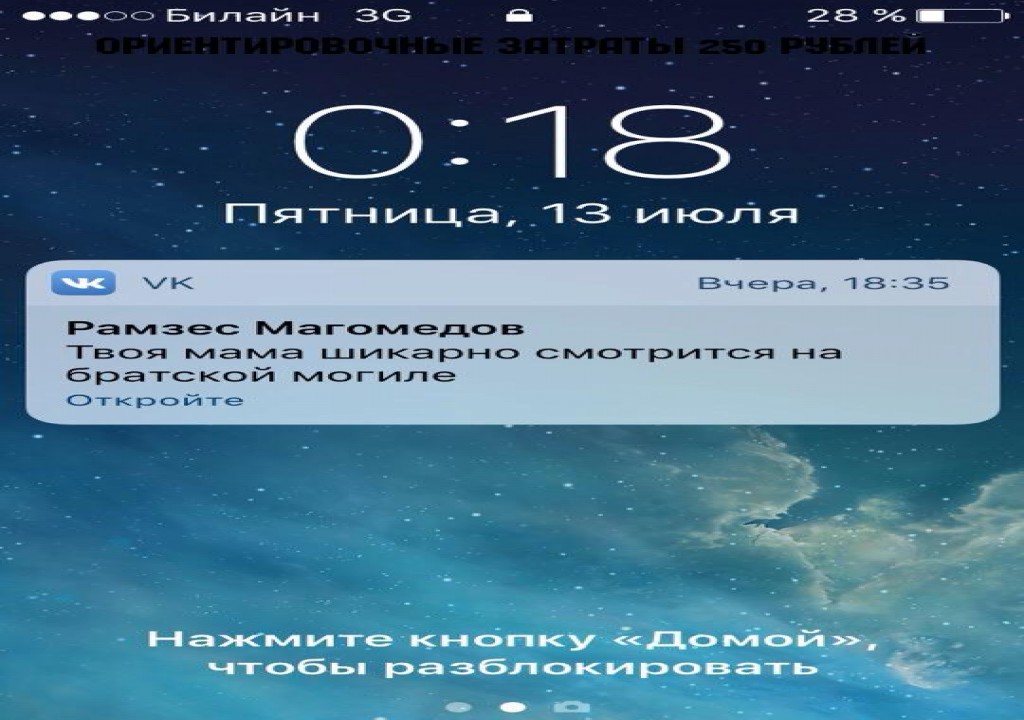 Билайн 3G 28 %
ОРИЕНТИРОВОЧНЫЕ ЗАТРАТЫ 250 РУБЛЕЙ
0:18
Пятница, 13 июля
VK VK Вчера, 18:35
Рамзес Магомедов
Твоя мама шикарно смотрится на
братской могиле
Откройте
Нажмите кнопку «Домой»,
чтобы разблокировать